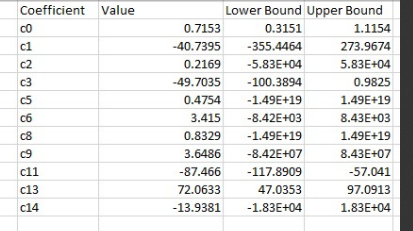 Coefficient Value Lower Bound Upper Bound
c0 0.7153 0.3151 1.1154
c1 -40.7395 -355.4464 273.9674
c2 0.2169 -5.83E+04 5.83E+04
c3 -49.7035 -100.3894 0.9825
c5 0.4754 -1.49E+19 1.49E+19
c6 3.415 -8.42E+03 8.43E+03
c8 0.8329 -1.49E+19 1.49E+19
c9 3.6486 -8.42E+07 8.43E+07
c11 -87.466 -117.8909 -57.041
c13 72.0633 47.0353 97.0913
c14 -13.9381 -1.83E+04 1.83E+04